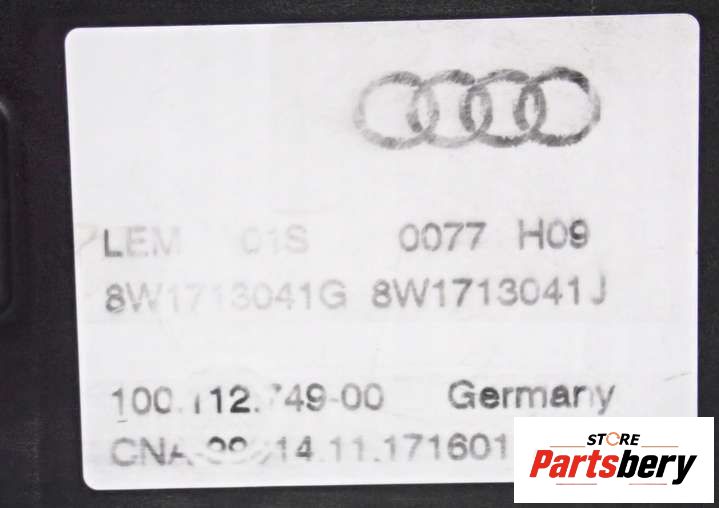 LEM 01S 0077 H09
8W1713041G 8W1713041J
100.112.749-00 Germany
STORE
Partsbery